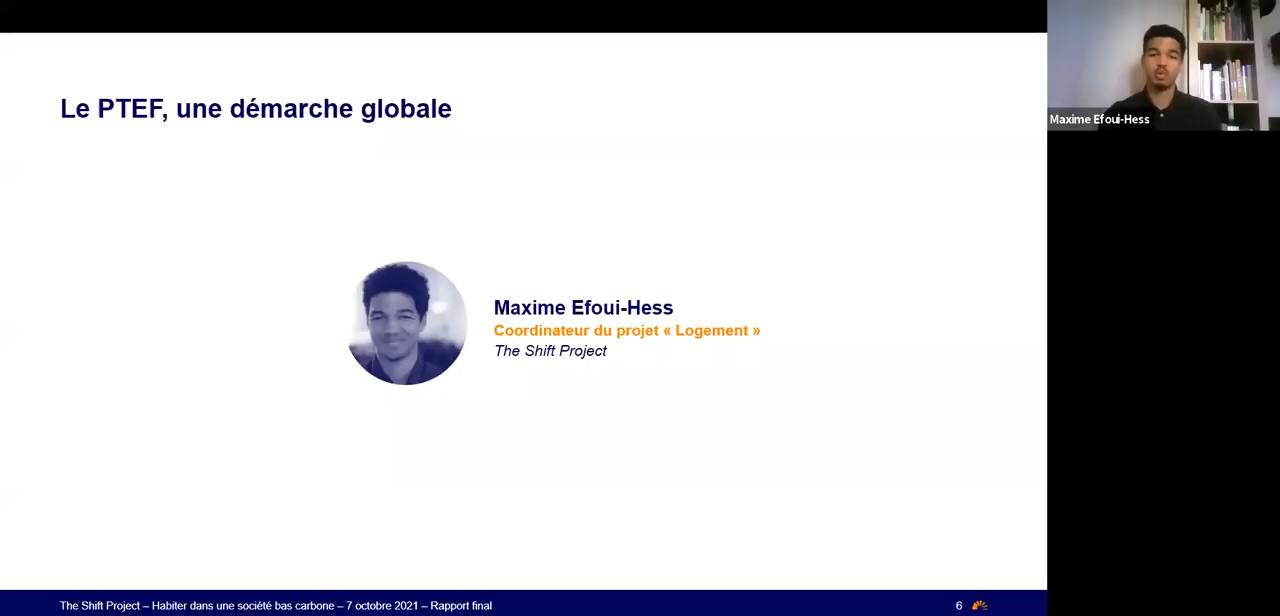 Le PTEF, une démarche globale
Maxime Efoui-Hess
Maxime Efoui-Hess
Coordinateur du projet « Logement »
The Shift Project
The Shift Project – Habiter dans une société bas carbone – 7 octobre 2021 – Rapport final
6